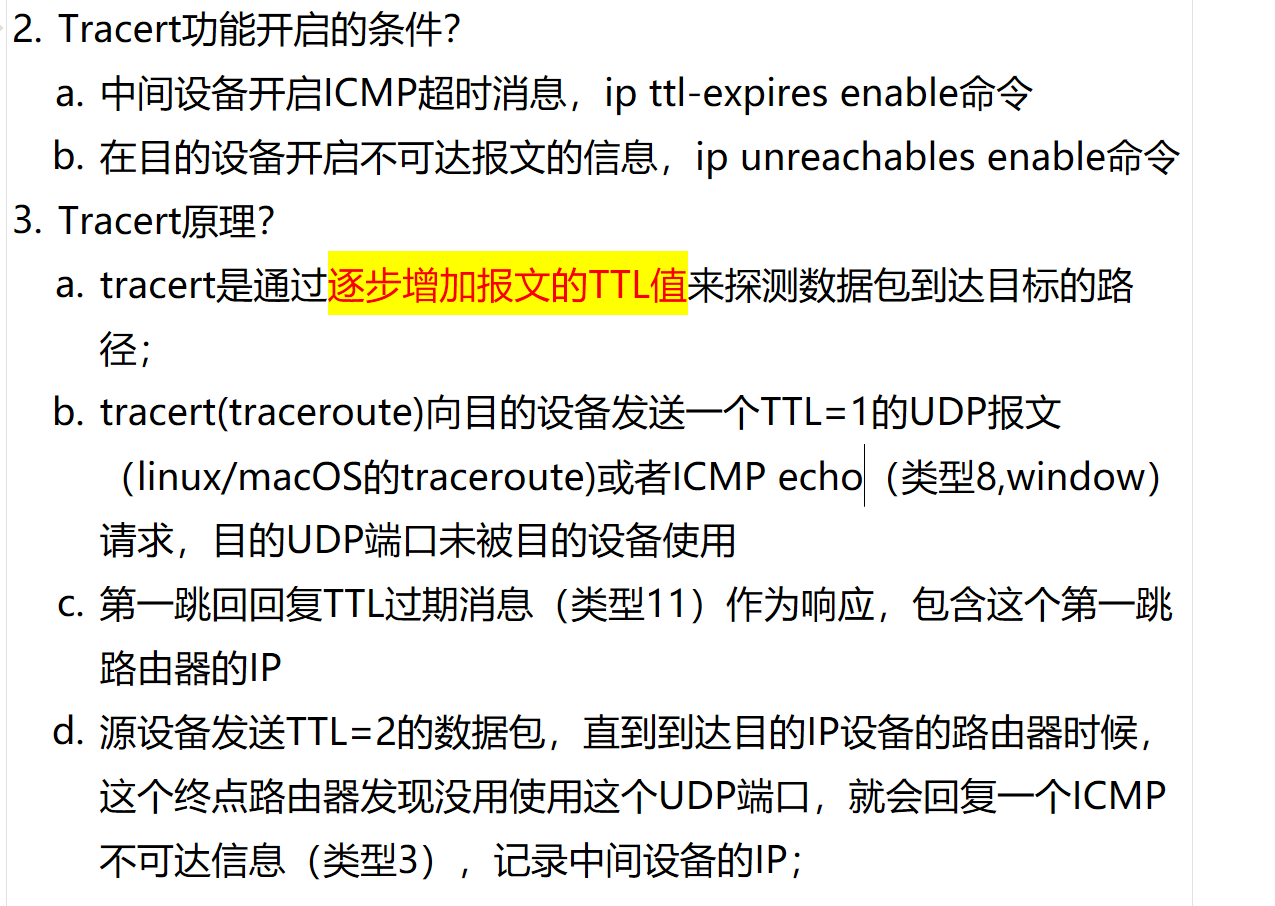 2. Tracert功能开启的条件？
a. 中间设备开启ICMP超时消息，ip ttl-expires enable命令
b. 在目的设备开启不可达报文的信息，ip unreachables enable命令
3. Tracert原理？
a. tracert是通过逐步增加报文的TTL值来探测数据包到达目标的路
径；
b. tracert(traceroute)向目的设备发送一个TTL=1的UDP报文
（linux/macOS的traceroute)或者ICMP echo（类型8,window）
请求，目的UDP端口未被目的设备使用
c. 第一跳回回复TTL过期消息（类型11）作为响应，包含这个第一跳
路由器的IP
d. 源设备发送TTL=2的数据包，直到到达目的IP设备的路由器时候，
这个终点路由器发现没用使用这个UDP端口，就会回复一个ICMP
不可达信息（类型3），记录中间设备的IP；